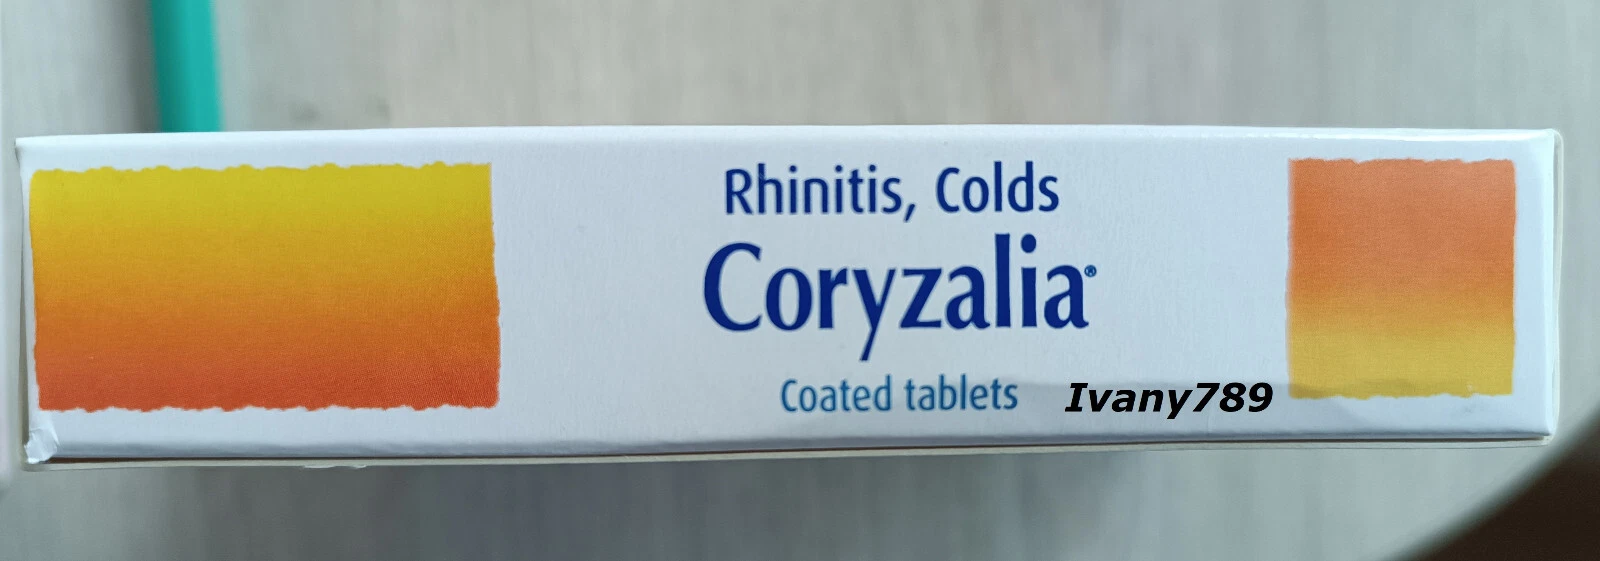 Rhinitis, Colds
Coryzalia®
Coated tablets
Ivany789